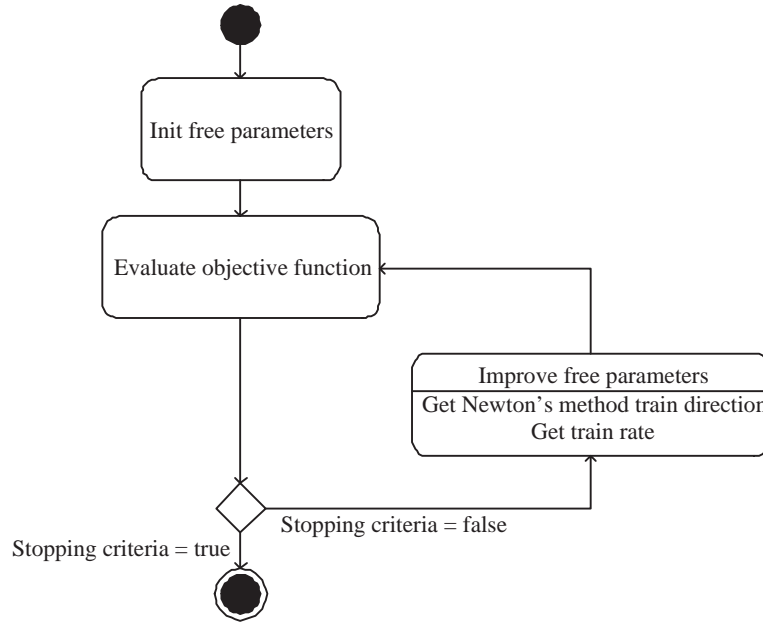 Init free parameters
Evaluate objective function
Improve free parameters
Get Newton’s method train direction
Get train rate
Stopping criteria = false
Stopping criteria = true